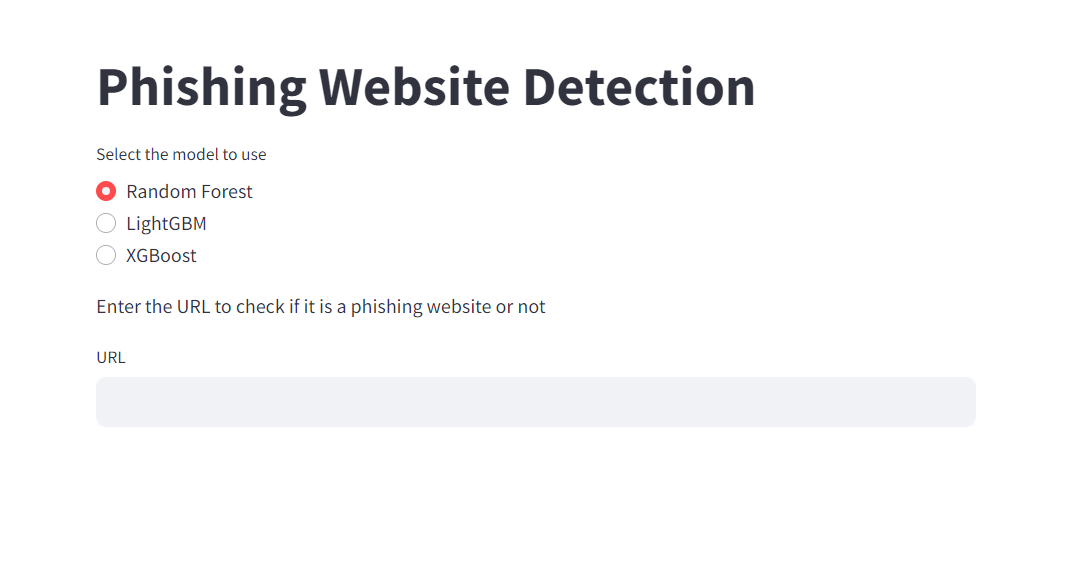 Phishing Website Detection
Select the model to use
Random Forest
LightGBM
XGBoost
Enter the URL to check if it is a phishing website or not
URL